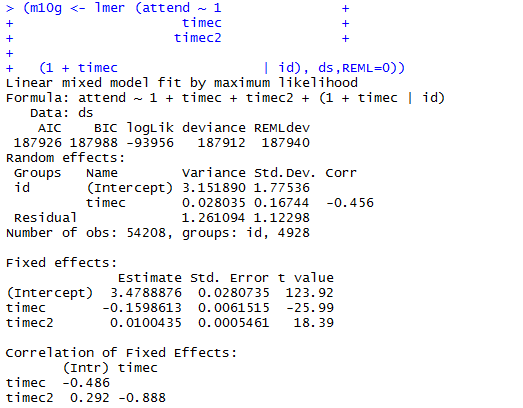 > (m10g <- lmer (attend ~ 1 +
+ timec +
+ timec2 +
+
+ (1 + timec | id), ds,REML=0))
Linear mixed model fit by maximum likelihood
Formula: attend ~ 1 + timec + timec2 + (1 + timec | id)
Data: ds
AIC BIC logLik deviance REMLdev
187926 187988 -93956 187912 187940
Random effects:
Groups Name Variance Std.Dev. Corr
id (Intercept) 3.151890 1.77536
timec 0.028035 0.16744 -0.456
Residual 1.261094 1.12298
Number of obs: 54208, groups: id, 4928
Fixed effects:
Estimate Std. Error t value
(Intercept) 3.4788876 0.0280735 123.92
timec -0.1598613 0.0061515 -25.99
timec2 0.0100435 0.0005461 18.39
Correlation of Fixed Effects:
(Intr) timec
timec -0.486
timec2 0.292 -0.888